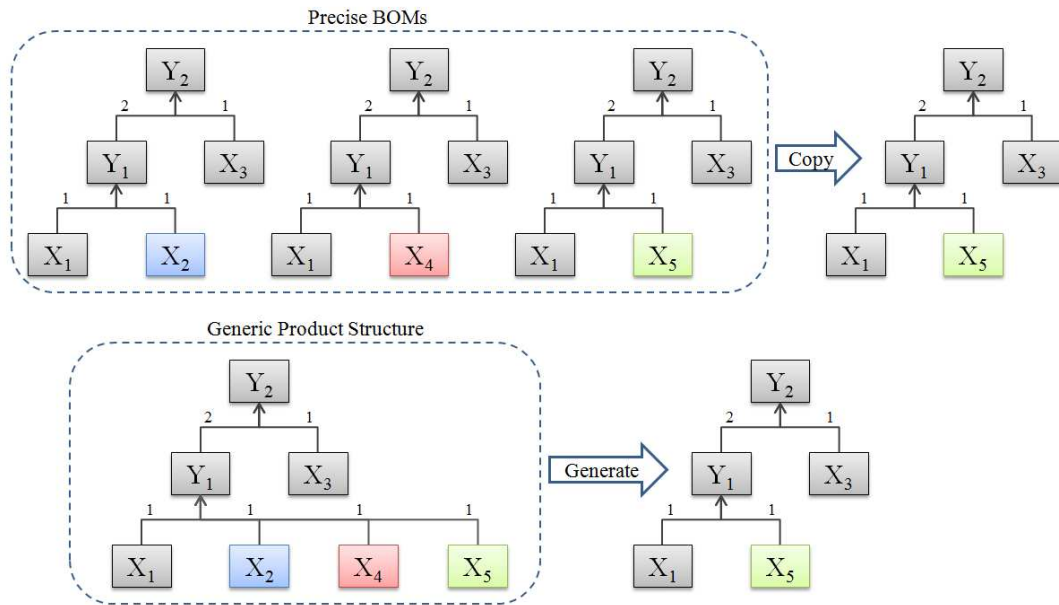 Precise BOMs
Y₂ Y₂ Y₂ Y₂
2 1 2 1 2 1 2 1
Y₁ X₃ Y₁ X₃ Y₁ X₃ Copy Y₁ X₃
1 1 1 1 1 1 1 1
X₁ X₂ X₁ X₄ X₁ X₅ X₁ X₅
Generic Product Structure
Y₂ Y₂
2 1 2 1
Y₁ X₃ Generate Y₁ X₃
1 1 1 1 1 1
X₁ X₂ X₄ X₅ X₁ X₅